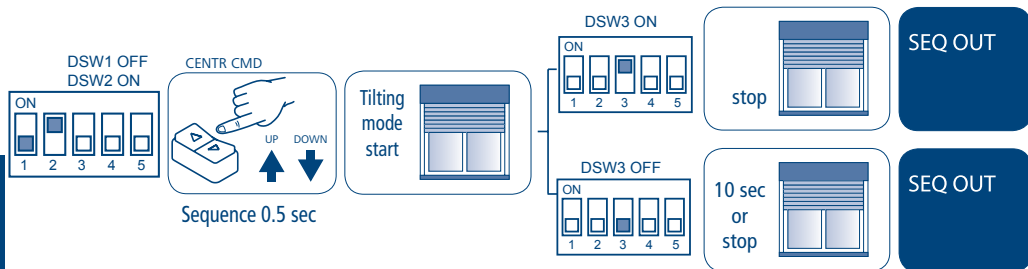 DSW1 OFF
DSW2 ON
ON
1 2 3 4 5
CENTR CMD
UP DOWN
Sequence 0.5 sec
Tilting
mode
start
DSW3 ON
ON
1 2 3 4 5
stop
SEQ OUT
DSW3 OFF
ON
1 2 3 4 5
10 sec
or
stop
SEQ OUT